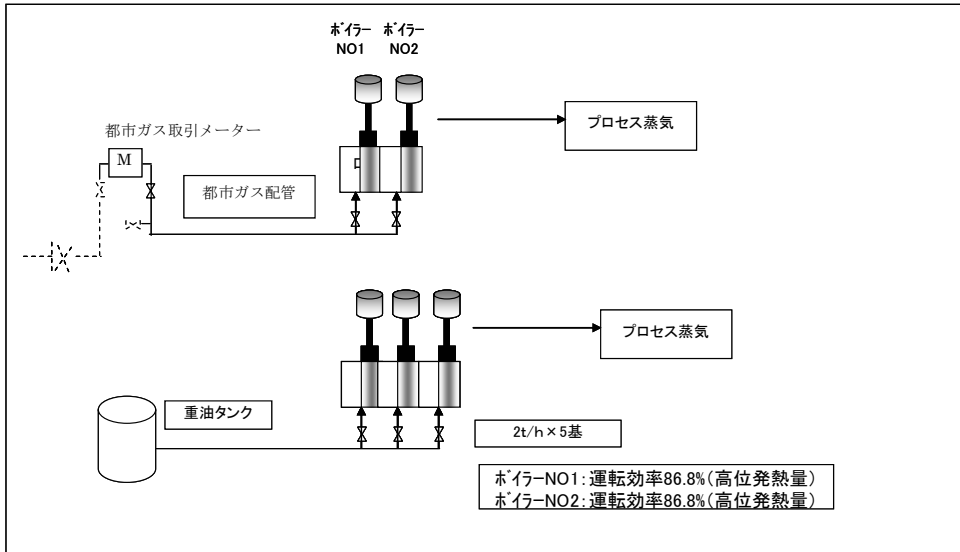 ﾎﾞｲﾗｰ ﾎﾞｲﾗｰ
NO1 NO2
プロセス蒸気
都市ガス取引メーター
M
都市ガス配管
プロセス蒸気
重油タンク
2t/h×5基
ﾎﾞｲﾗｰNO1：運転効率86.8%（高位発熱量）
ﾎﾞｲﾗｰNO2：運転効率86.8%（高位発熱量）